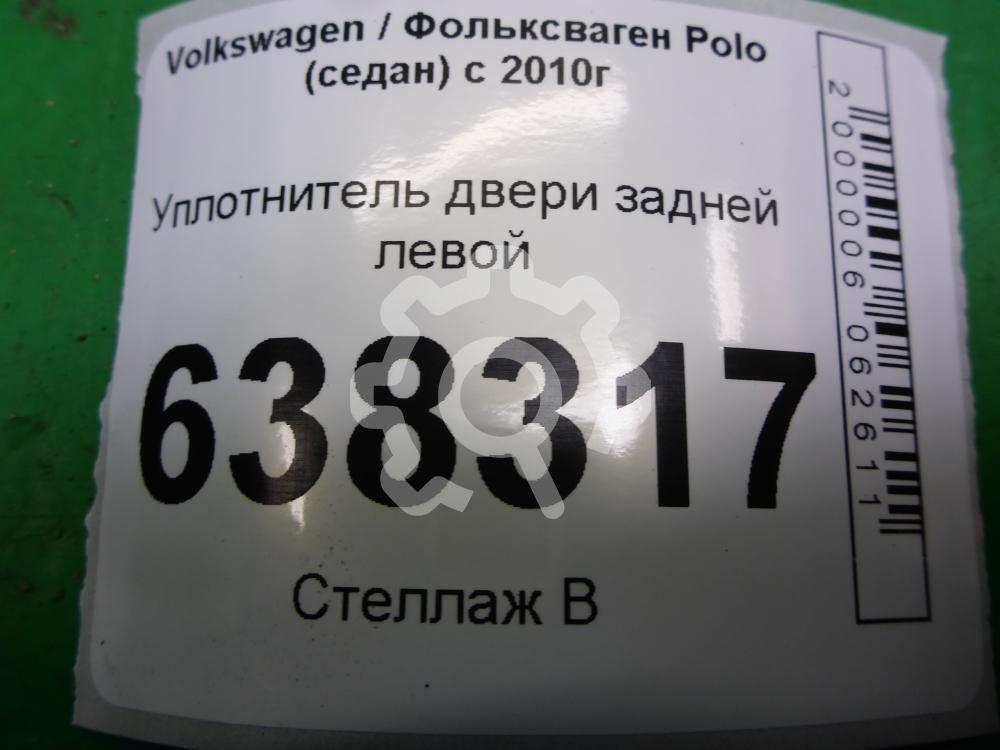 Volkswagen / Фольксваген Polo
(седан) с 2010г
Уплотнитель двери задней
левой
638317
Стеллаж В
2000006062611